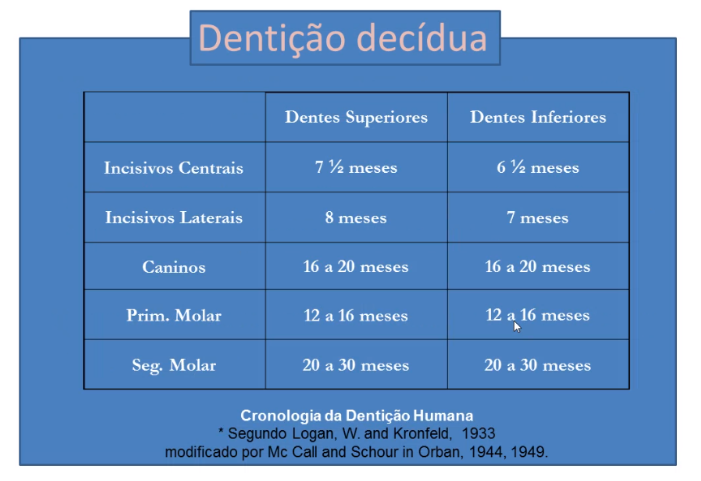 Dentição decídua
Dentes Superiores Dentes Inferiores
Incisivos Centrais 7 ½ meses 6 ½ meses
Incisivos Laterais 8 meses 7 meses
Caninos 16 a 20 meses 16 a 20 meses
Prim. Molar 12 a 16 meses 12 a 16 meses
Seg. Molar 20 a 30 meses 20 a 30 meses
Cronologia da Dentição Humana
* Segundo Logan, W. and Kronfeld, 1933
modificado por Mc Call and Schour in Orban, 1944, 1949.